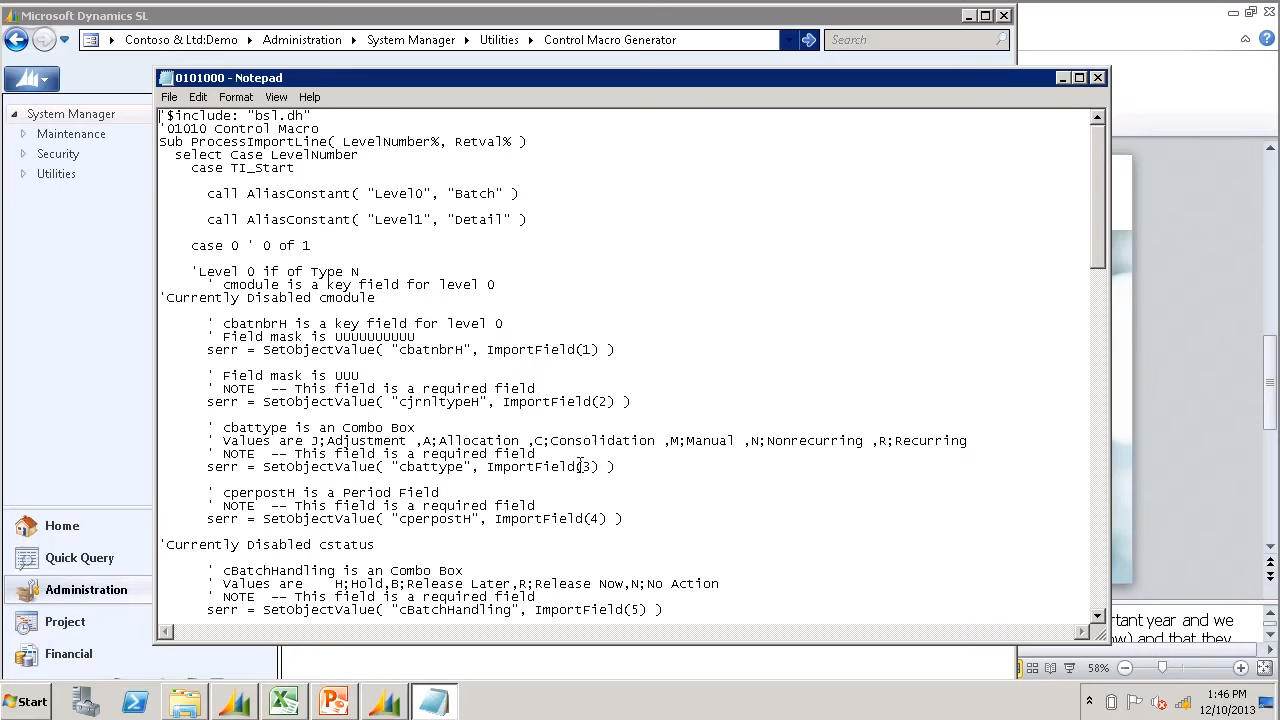 Microsoft Dynamics SL
Contoso & Ltd:Demo
Administration
System Manager
Utilities
Control Macro Generator
Search
System Manager
Maintenance
Security
Utilities
0101000 - Notepad
File Edit Format View Help
'$include: "bsl.dh"
'01010 Control Macro
Sub ProcessImportLine( LevelNumber%, Retval% )
select Case LevelNumber
case TI_Start
call AliasConstant( "Level0", "Batch" )
call AliasConstant( "Level1", "Detail" )
case 0 ' 0 of 1
'Level 0 if of Type N
' cmodule is a key field for level 0
'Currently Disabled cmodule
' cbatnbrH is a key field for level 0
' Field mask is UUUUUUUUUU
serr = SetObjectValue( "cbatnbrH", ImportField(1) )
' Field mask is UUU
' NOTE -- This field is a required field
serr = SetObjectValue( "cjrnltypeH", ImportField(2) )
' cbattype is an Combo Box
' Values are J;Adjustment ,A;Allocation ,C;Consolidation ,M;Manual ,N;Nonrecurring ,R;Recurring
' NOTE -- This field is a required field
serr = SetObjectValue( "cbattype", ImportField(3) )
' cperpostH is a Period Field
' NOTE -- This field is a required field
serr = SetObjectValue( "cperpostH", ImportField(4) )
'Currently Disabled cstatus
' cBatchHandling is an Combo Box
' Values are H;Hold,B;Release Later,R;Release Now,N;No Action
' NOTE -- This field is a required field
serr = SetObjectValue( "cBatchHandling", ImportField(5) )
Home
Quick Query
Administration
Project
Financial
rtant year and we
and that they
58%
Start
1:46 PM
12/10/2013